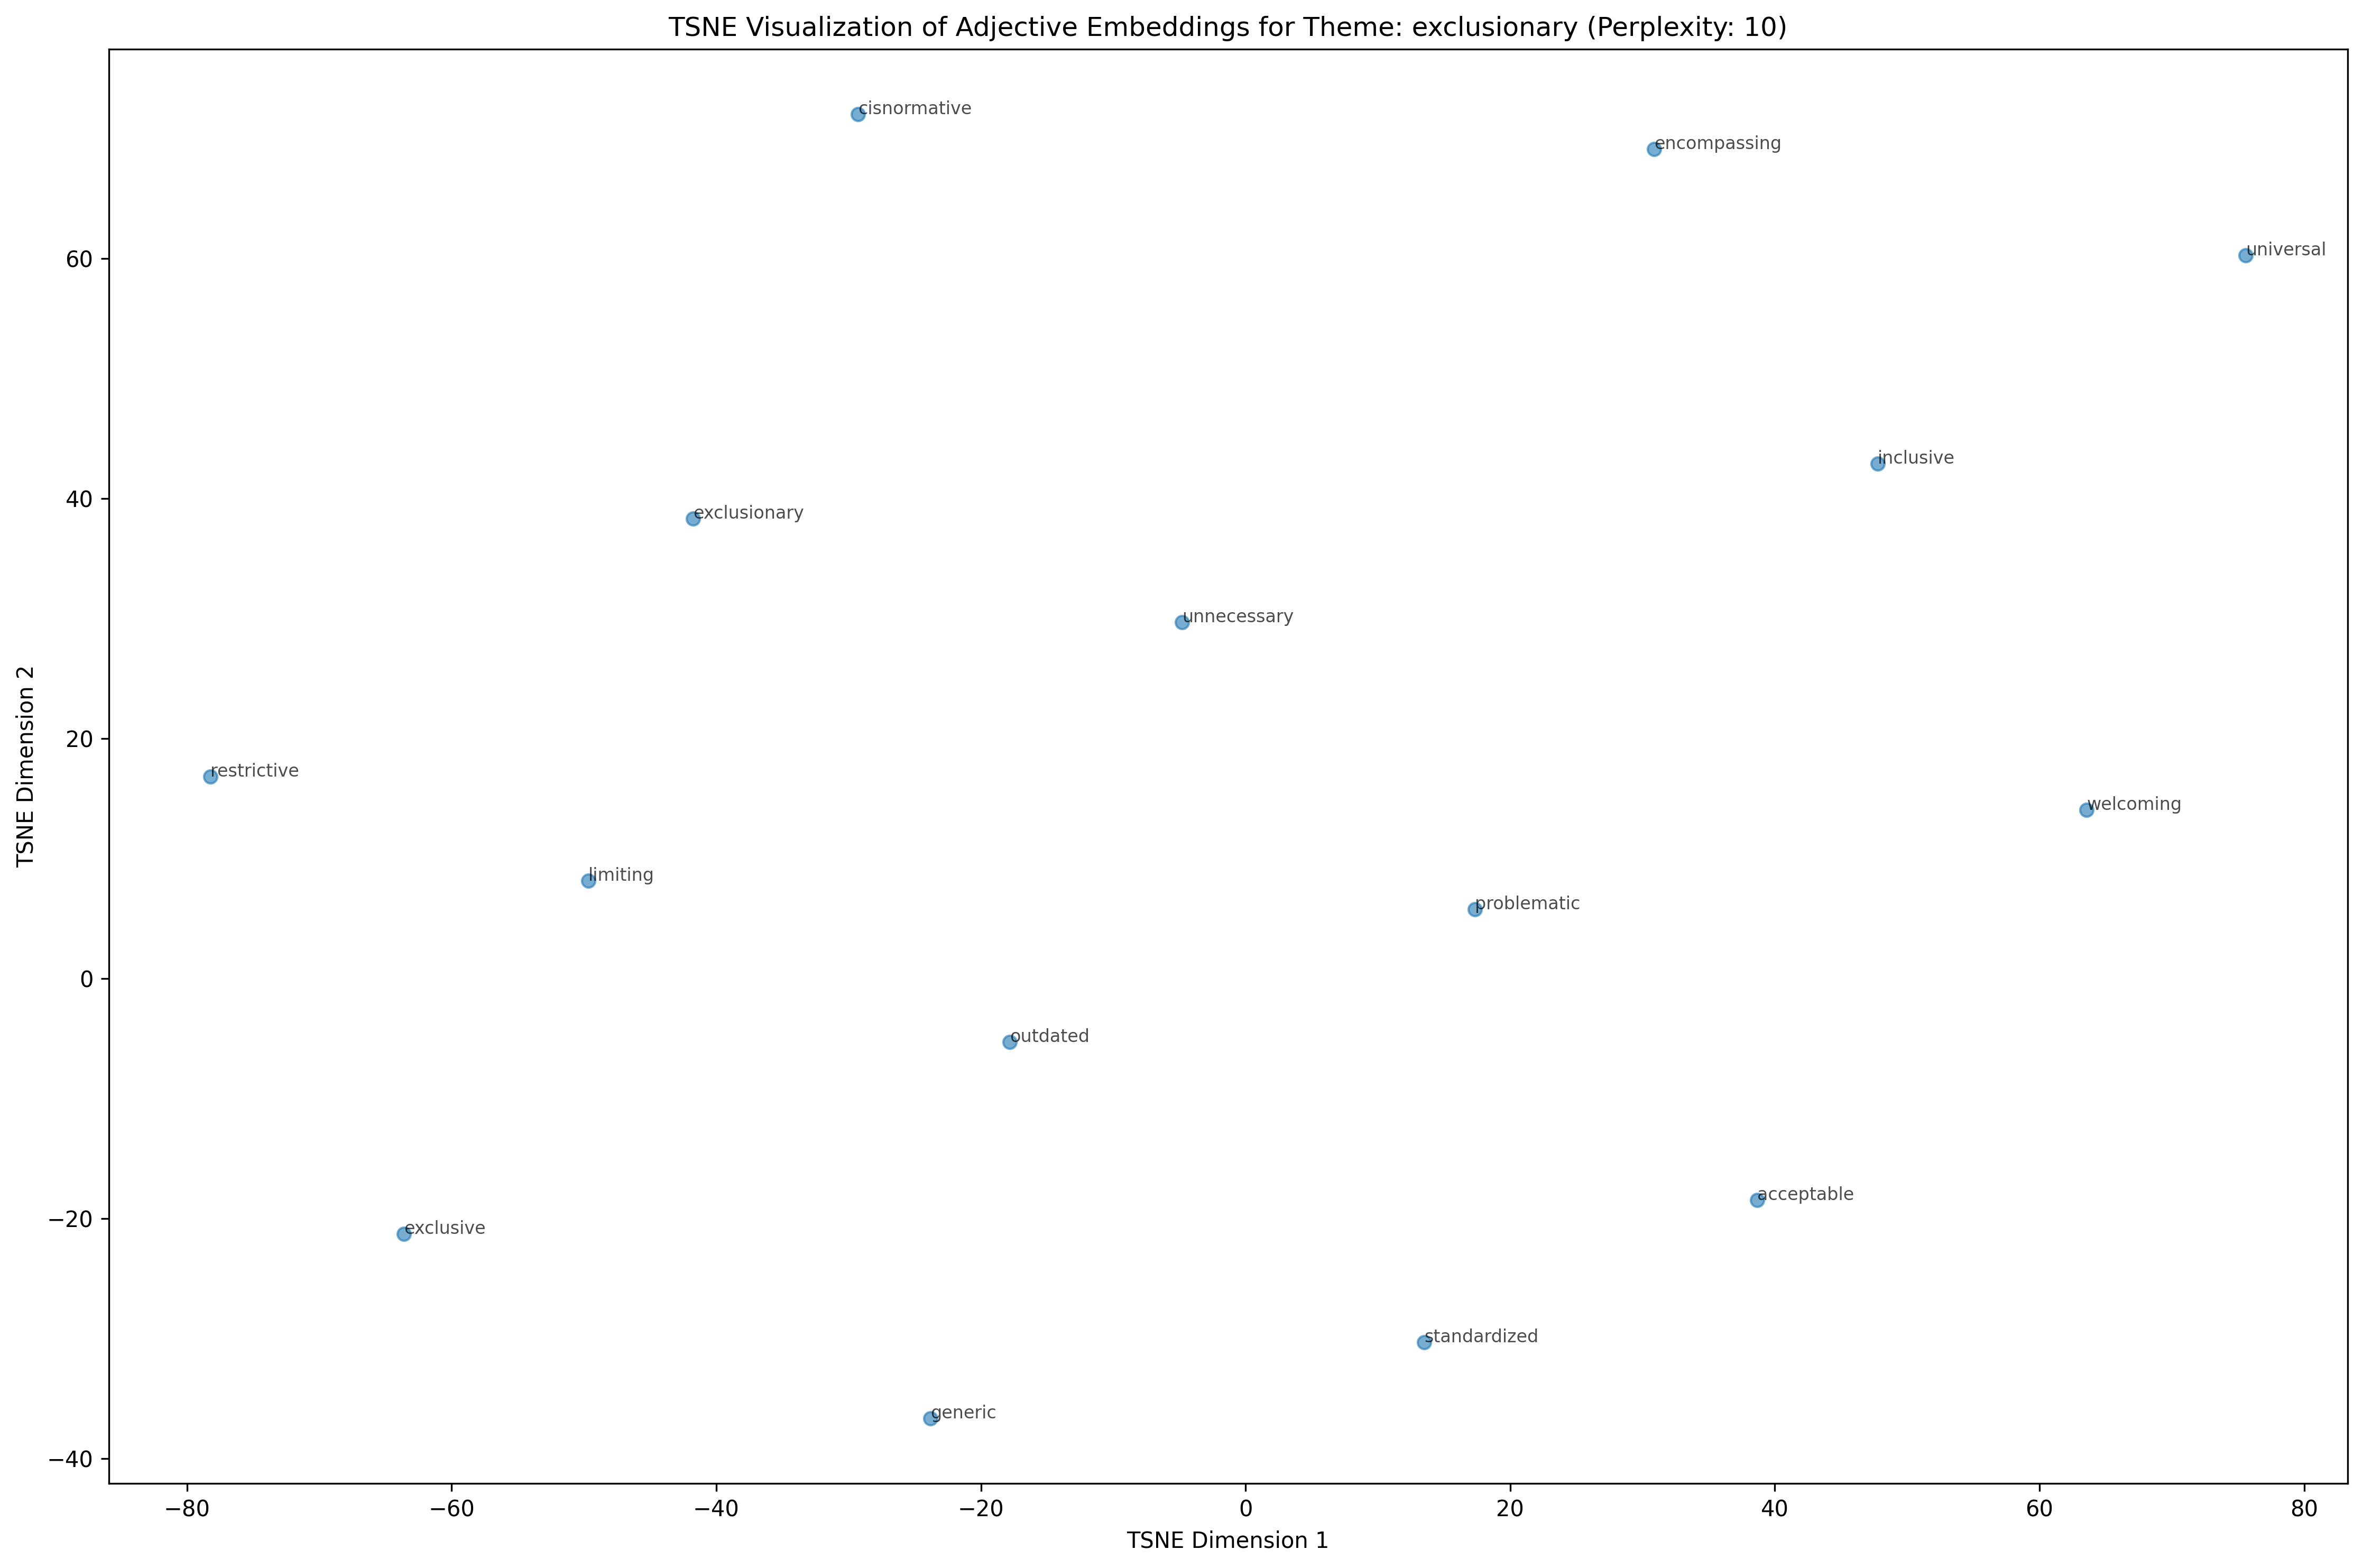 TSNE Visualization of Adjective Embeddings for Theme: exclusionary (Perplexity: 10)
cisnormative
encompassing
universal
inclusive
exclusionary
unnecessary
restrictive
welcoming
limiting
problematic
outdated
acceptable
exclusive
standardized
generic
60
40
20
0
−20
−40
TSNE Dimension 2
−80
−60
−40
−20
0
20
40
60
80
TSNE Dimension 1